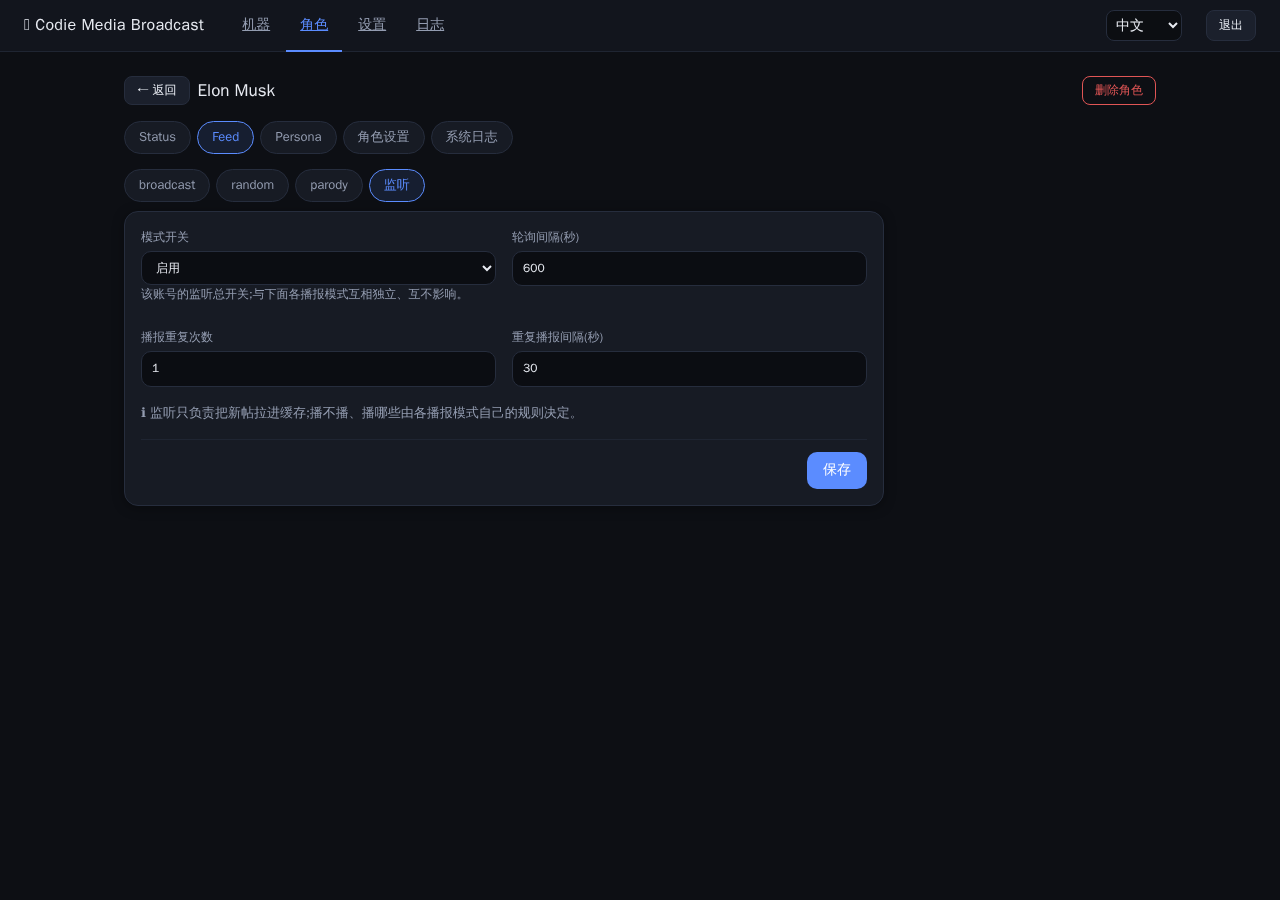 Codie Media Broadcast 机器 角色 设置 日志 中文 退出
← 返回 Elon Musk 删除角色
Status Feed Persona 角色设置 系统日志
broadcast random parody 监听
模式开关 轮询间隔(秒)
启用 600
该账号的监听总开关;与下面各播报模式互相独立、互不影响。
播报重复次数 重复播报间隔(秒)
1 30
ℹ 监听只负责把新帖拉进缓存;播不播、播哪些由各播报模式自己的规则决定。
保存